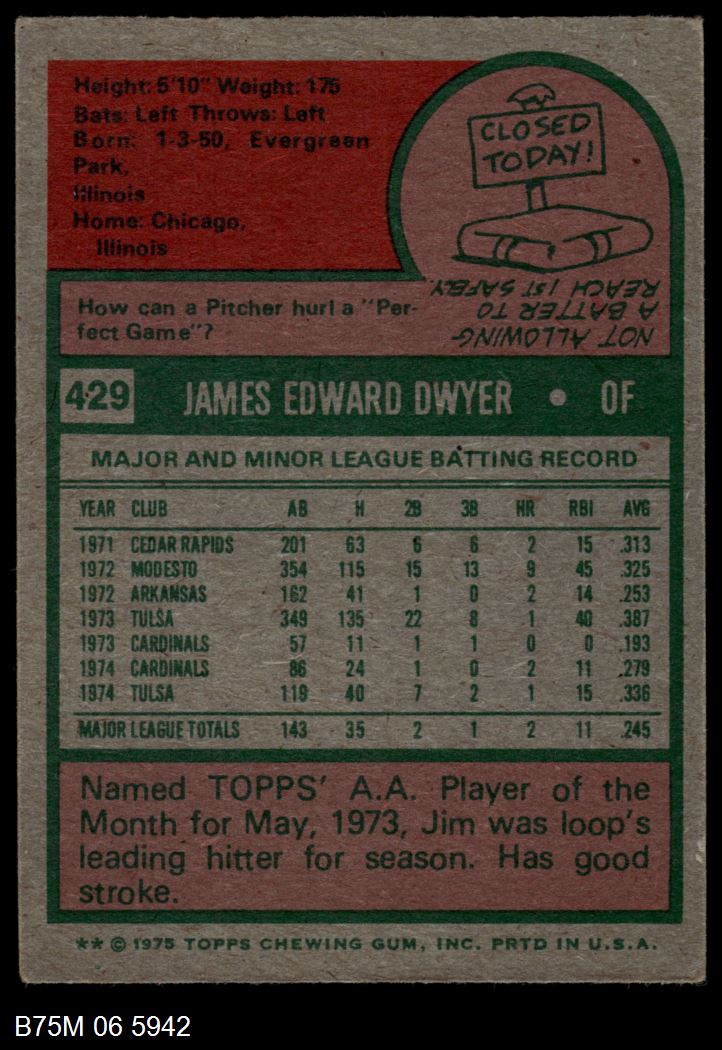 Height: 5'10" Weight: 175
Bats: Left Throws: Left
Born: 1-3-50, Evergreen
Park,
Illinois
Home: Chicago,
Illinois
CLOSED
TODAY!
How can a Pitcher hurl a "Per-
fect Game"?
NOT ALLOWING
A BATTER TO
REACH 1ST SAFELY.
429 JAMES EDWARD DWYER • OF
MAJOR AND MINOR LEAGUE BATTING RECORD
YEAR CLUB AB H 2B 3B HR RBI AVG
1971 CEDAR RAPIDS 201 63 6 6 2 15 .313
1972 MODESTO 354 115 15 13 9 45 .325
1972 ARKANSAS 162 41 1 0 2 14 .253
1973 TULSA 349 135 22 8 1 40 .387
1973 CARDINALS 57 11 1 1 0 0 .193
1974 CARDINALS 86 24 1 0 2 11 .279
1974 TULSA 119 40 7 2 1 15 .336
MAJOR LEAGUE TOTALS 143 35 2 1 2 11 .245
Named TOPPS' A.A. Player of the
Month for May, 1973, Jim was loop's
leading hitter for season. Has good
stroke.
** © 1975 TOPPS CHEWING GUM, INC. PRTD IN U.S.A.
B75M 06 5942